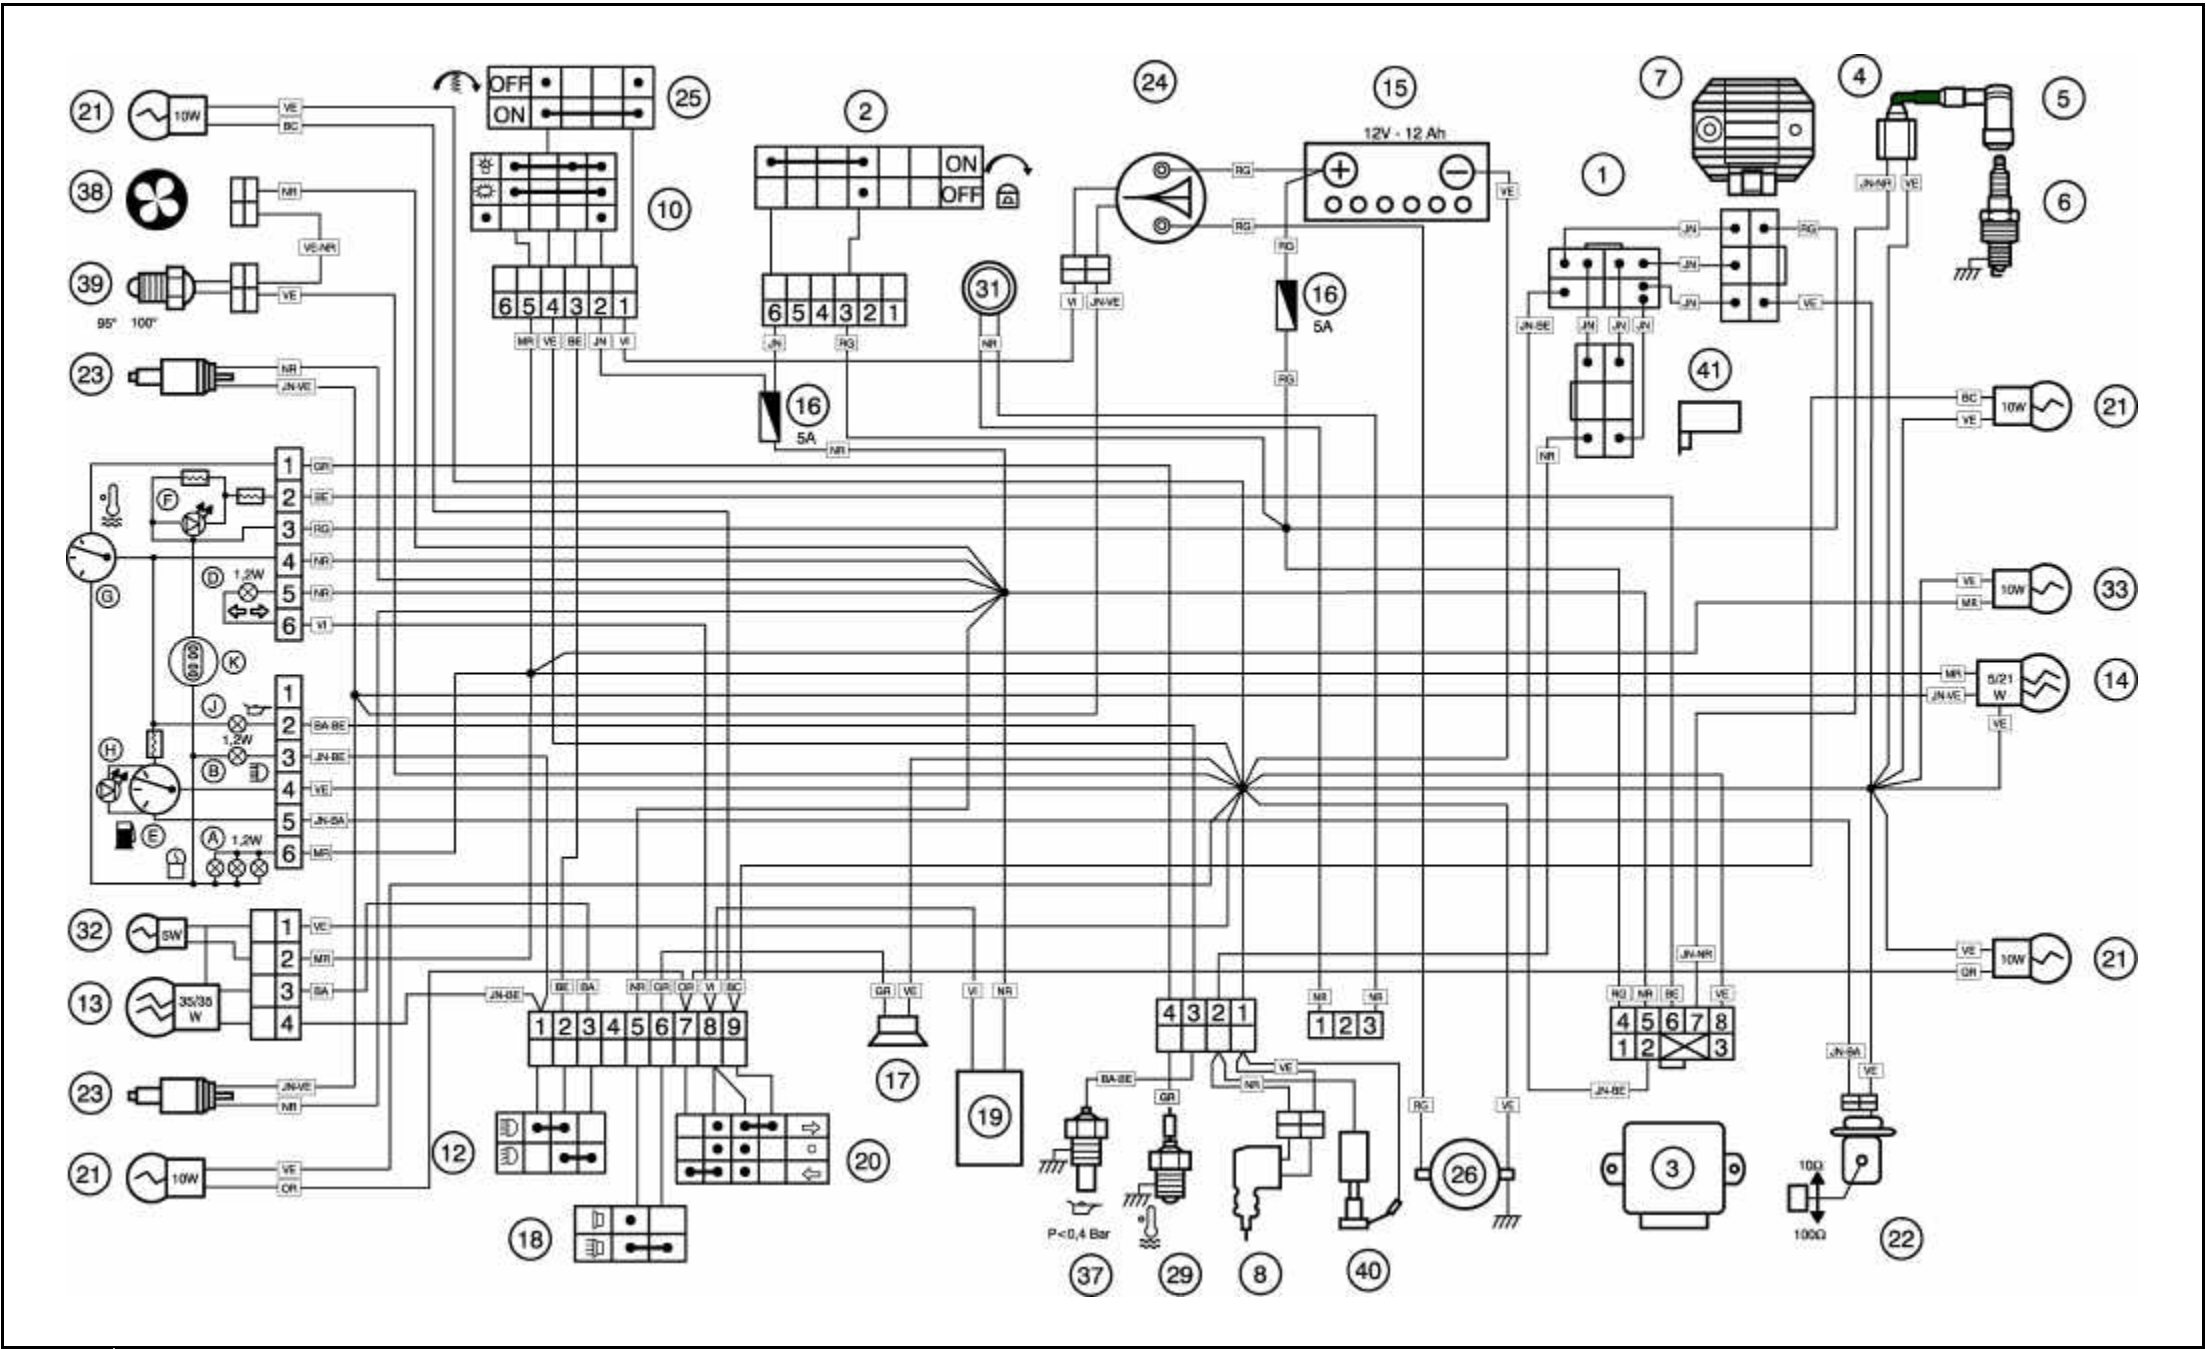 25
OFF
ON
2
ON
OFF
24
15
12V - 12 Ah
7
4
5
6
1
21
10W
VE
BC
38
NR
VE-NR
39
95° 100°
VE
23
NR
JN-VE
10
6 5 4 3 2 1
MR VE BE JN VI
6 5 4 3 2 1
JN RG
16
5A
NR
RG
RG
VI JN-VE
31
NR
RG
16
5A
RG
VE
JN-NR VE
JN RG
JN
JN VE
JN-BE JN JN JN
NR
41
BC
VE
10W
21
1 GR
2 BE
3 RG
4 NR
5 NR
6 VI
F
G
D 1,2W
K
J
1,2W
B
H
E
A 1,2W
1
2 BA-BE
3 JN-BE
4 VE
5 JN-BA
6 MR
VE
MR
10W
33
MR
JN-VE
5/21
W
VE
14
32
5W
13
35/35
W
1 VE
2 MR
3 BA
4
JN-BE
BE BA NR GR OR VI BC
1 2 3 4 5 6 7 8 9
GR VE
17
VI NR
19
4 3 2 1
NR NR
1 2 3
JN-NR
RG NR BE VE
4 5 6 7 8
1 2 3
JN-BE
VE
OR
10W
21
23
JN-VE
NR
21
10W
VE
OR
12
20
18
BA-BE
GR
VE
NR
P<0,4 Bar
37
29
8
40
RG
VE
26
3
JN-BA
VE
10Ω
100Ω
22